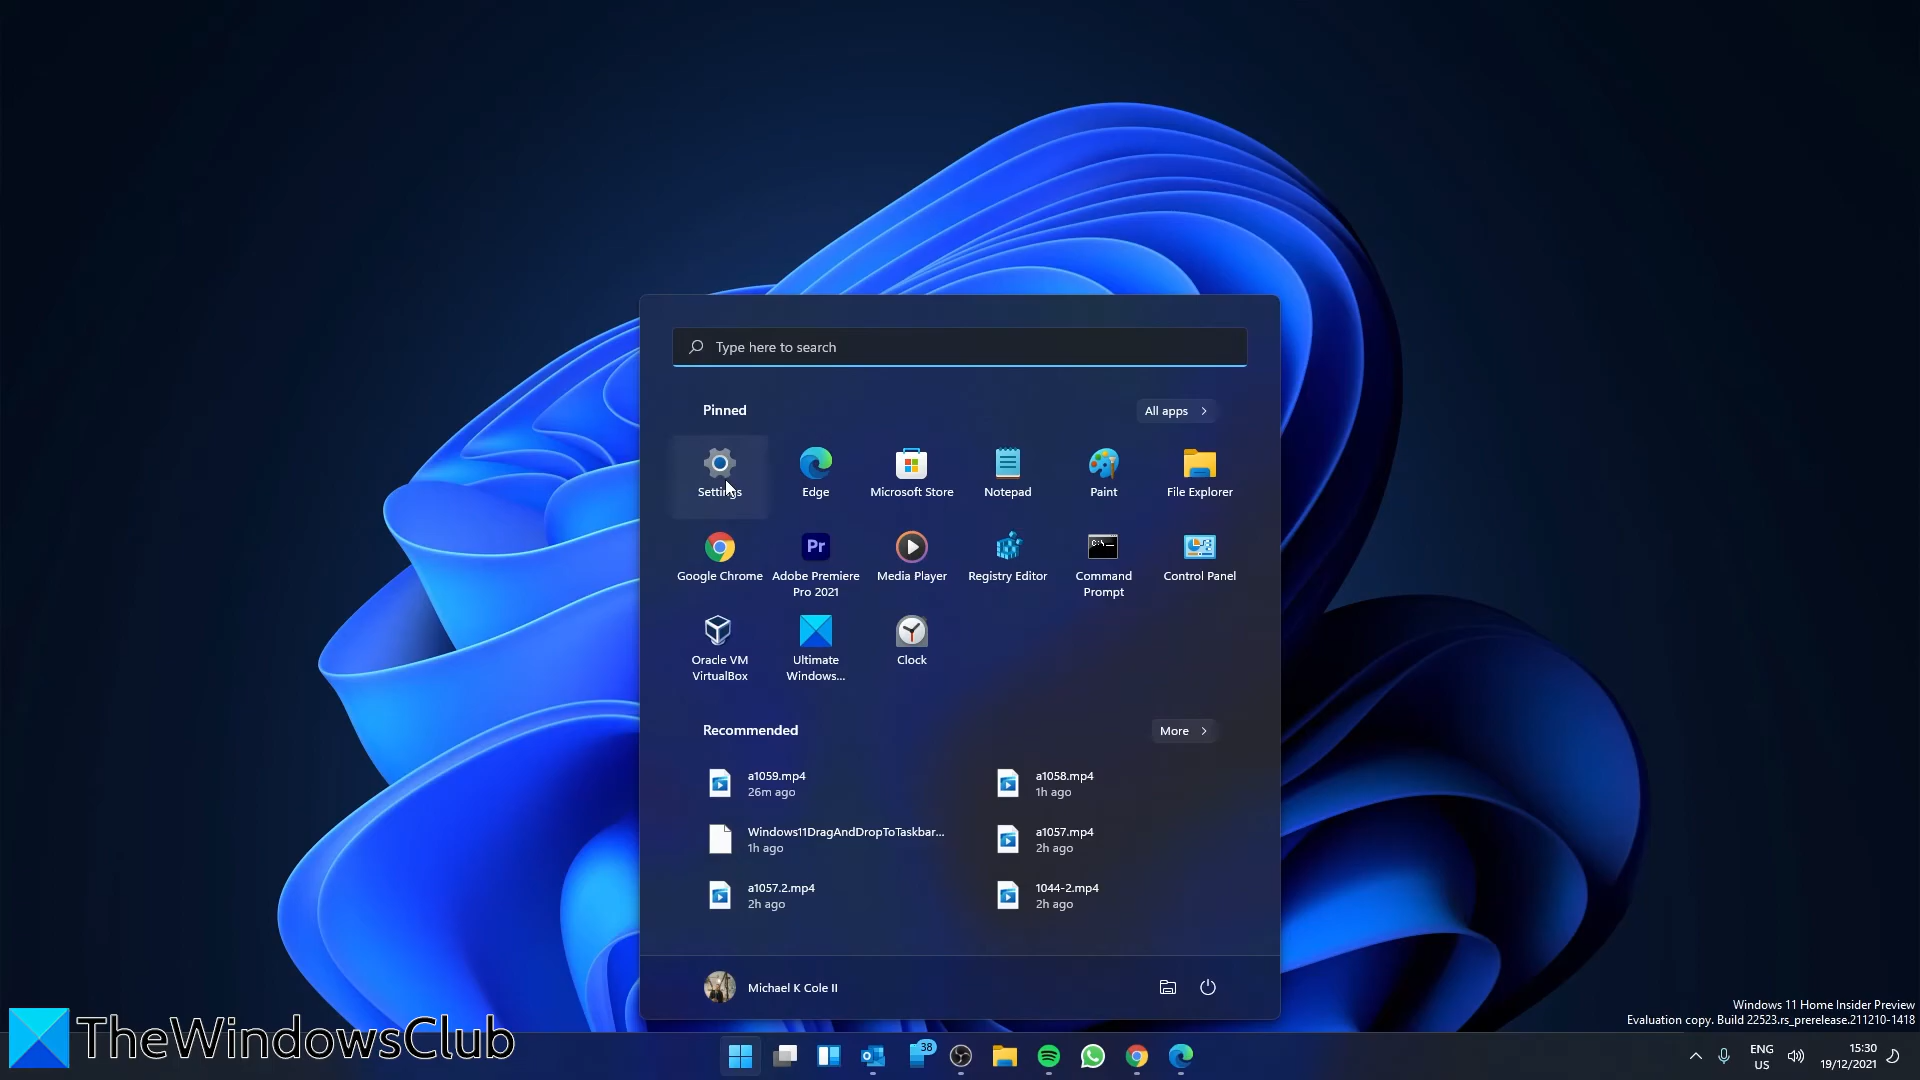 Type here to search
Pinned
All apps
Settings
Edge
Microsoft Store
Notepad
Paint
File Explorer
Pr
C:\
Google Chrome
Adobe Premiere
Pro 2021
Media Player
Registry Editor
Command
Prompt
Control Panel
Oracle VM
VirtualBox
Ultimate
Windows...
Clock
Recommended
More
a1059.mp4
26m ago
a1058.mp4
1h ago
Windows11DragAndDropToTaskbar...
1h ago
a1057.mp4
2h ago
a1057.2.mp4
2h ago
1044-2.mp4
2h ago
Michael K Cole II
Windows 11 Home Insider Preview
Evaluation copy. Build 22523.rs_prerelease.211210-1418
TheWindowsClub
38
ENG
US
15:30
19/12/2021